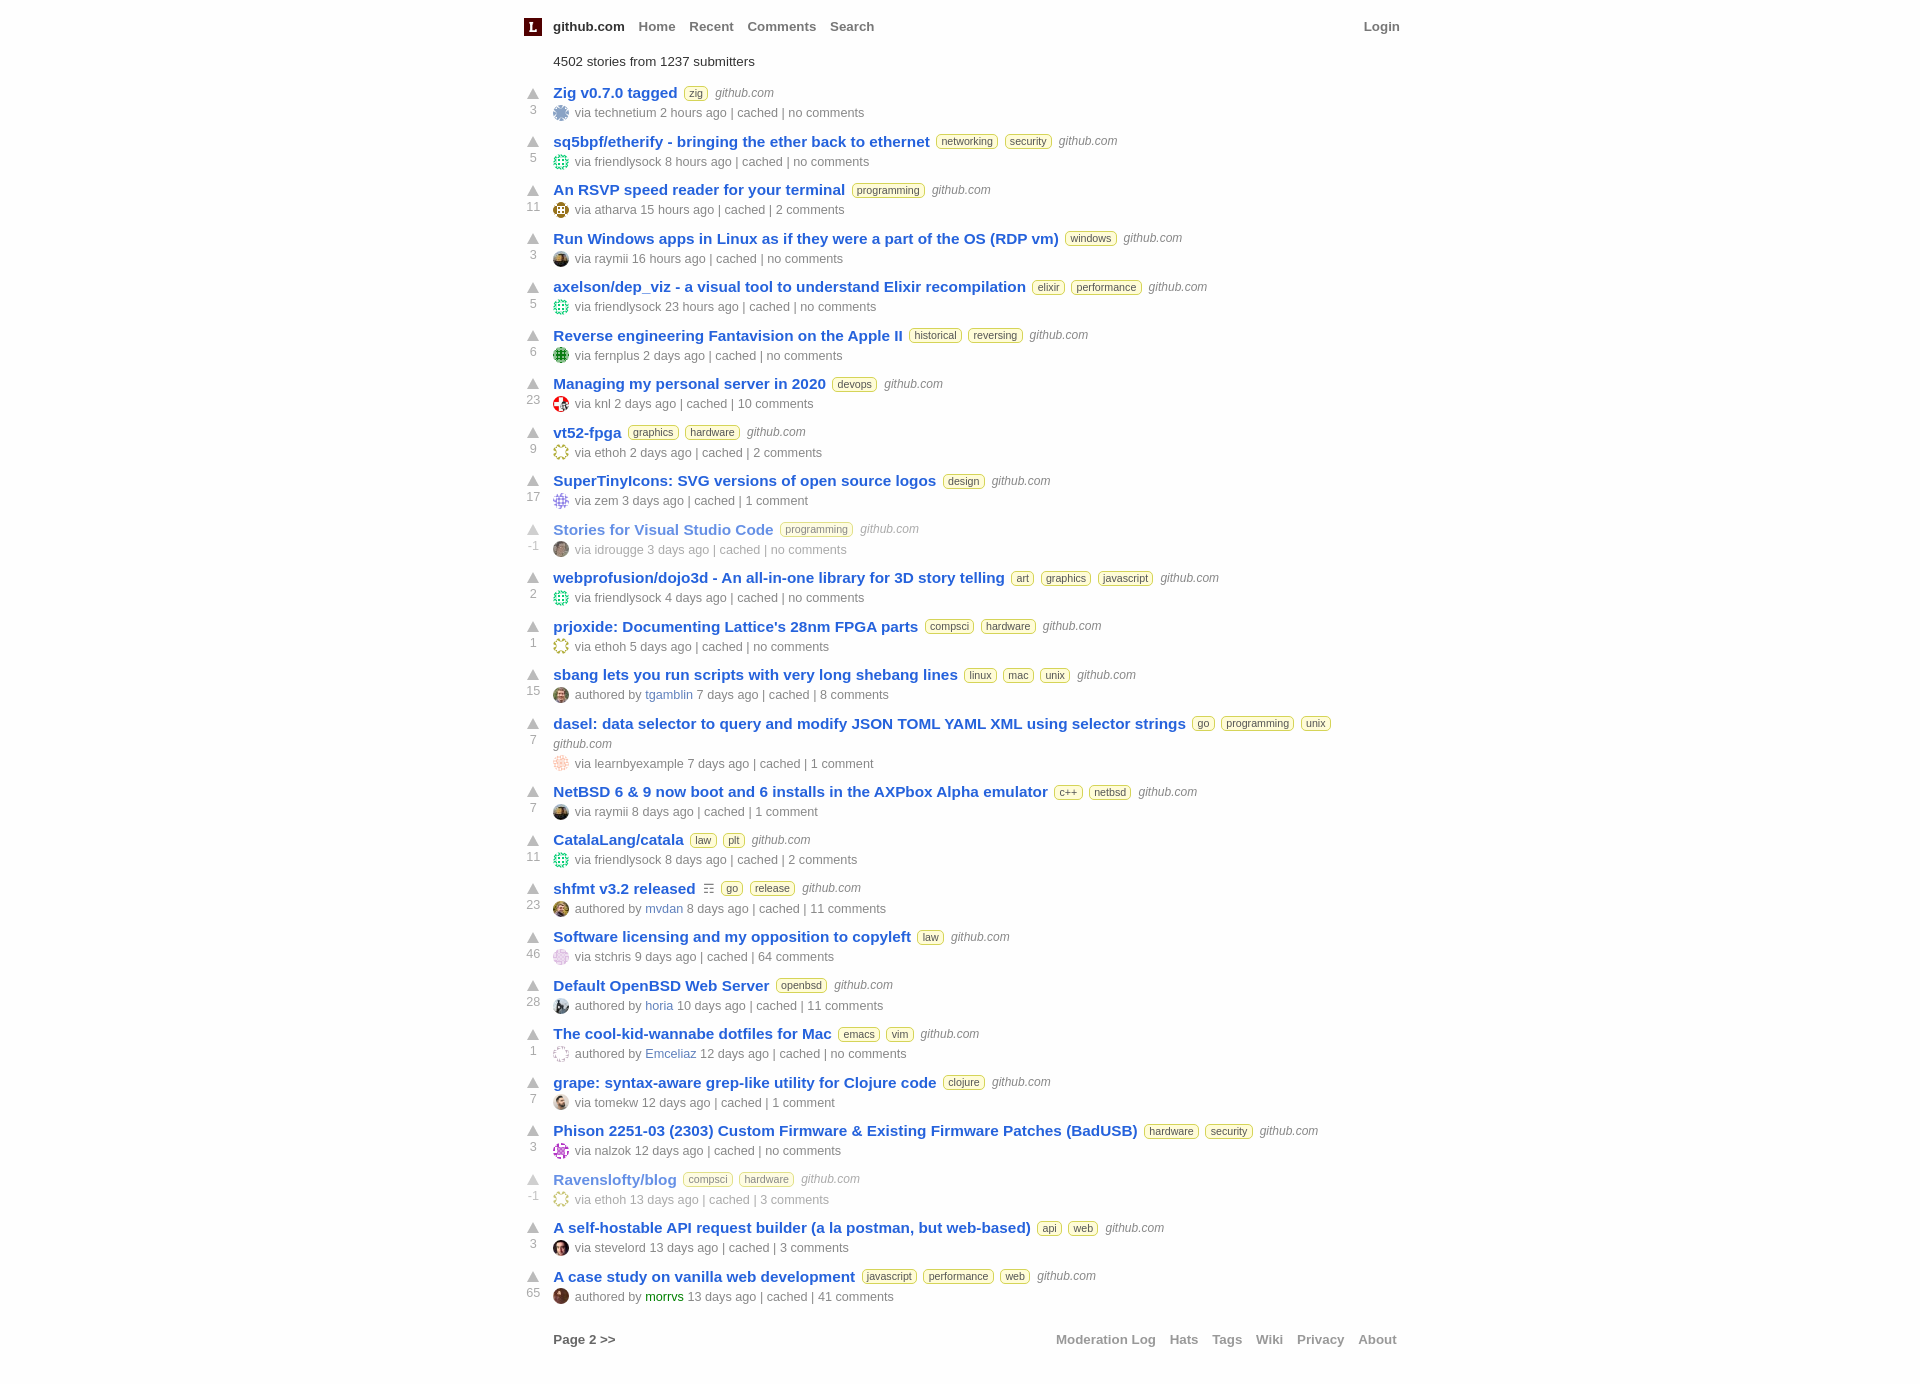 L github.com Home Recent Comments Search Login
4502 stories from 1237 submitters
Zig v0.7.0 tagged zig github.com
3 via technetium 2 hours ago | cached | no comments
sq5bpf/etherify - bringing the ether back to ethernet networking security github.com
5 via friendlysock 8 hours ago | cached | no comments
An RSVP speed reader for your terminal programming github.com
11 via atharva 15 hours ago | cached | 2 comments
Run Windows apps in Linux as if they were a part of the OS (RDP vm) windows github.com
3 via raymii 16 hours ago | cached | no comments
axelson/dep_viz - a visual tool to understand Elixir recompilation elixir performance github.com
5 via friendlysock 23 hours ago | cached | no comments
Reverse engineering Fantavision on the Apple II historical reversing github.com
6 via fernplus 2 days ago | cached | no comments
Managing my personal server in 2020 devops github.com
23 via knl 2 days ago | cached | 10 comments
vt52-fpga graphics hardware github.com
9 via ethoh 2 days ago | cached | 2 comments
SuperTinyIcons: SVG versions of open source logos design github.com
17 via zem 3 days ago | cached | 1 comment
Stories for Visual Studio Code programming github.com
-1 via idrougge 3 days ago | cached | no comments
webprofusion/dojo3d - An all-in-one library for 3D story telling art graphics javascript github.com
2 via friendlysock 4 days ago | cached | no comments
prjoxide: Documenting Lattice's 28nm FPGA parts compsci hardware github.com
1 via ethoh 5 days ago | cached | no comments
sbang lets you run scripts with very long shebang lines linux mac unix github.com
15 authored by tgamblin 7 days ago | cached | 8 comments
dasel: data selector to query and modify JSON TOML YAML XML using selector strings go programming unix
7 github.com
via learnbyexample 7 days ago | cached | 1 comment
NetBSD 6 & 9 now boot and 6 installs in the AXPbox Alpha emulator c++ netbsd github.com
7 via raymii 8 days ago | cached | 1 comment
CatalaLang/catala law plt github.com
11 via friendlysock 8 days ago | cached | 2 comments
shfmt v3.2 released ☶ go release github.com
23 authored by mvdan 8 days ago | cached | 11 comments
Software licensing and my opposition to copyleft law github.com
46 via stchris 9 days ago | cached | 64 comments
Default OpenBSD Web Server openbsd github.com
28 authored by horia 10 days ago | cached | 11 comments
The cool-kid-wannabe dotfiles for Mac emacs vim github.com
1 authored by Emceliaz 12 days ago | cached | no comments
grape: syntax-aware grep-like utility for Clojure code clojure github.com
7 via tomekw 12 days ago | cached | 1 comment
Phison 2251-03 (2303) Custom Firmware & Existing Firmware Patches (BadUSB) hardware security github.com
3 via nalzok 12 days ago | cached | no comments
Ravenslofty/blog compsci hardware github.com
-1 via ethoh 13 days ago | cached | 3 comments
A self-hostable API request builder (a la postman, but web-based) api web github.com
3 via stevelord 13 days ago | cached | 3 comments
A case study on vanilla web development javascript performance web github.com
65 authored by morrvs 13 days ago | cached | 41 comments
Page 2 >> Moderation Log Hats Tags Wiki Privacy About